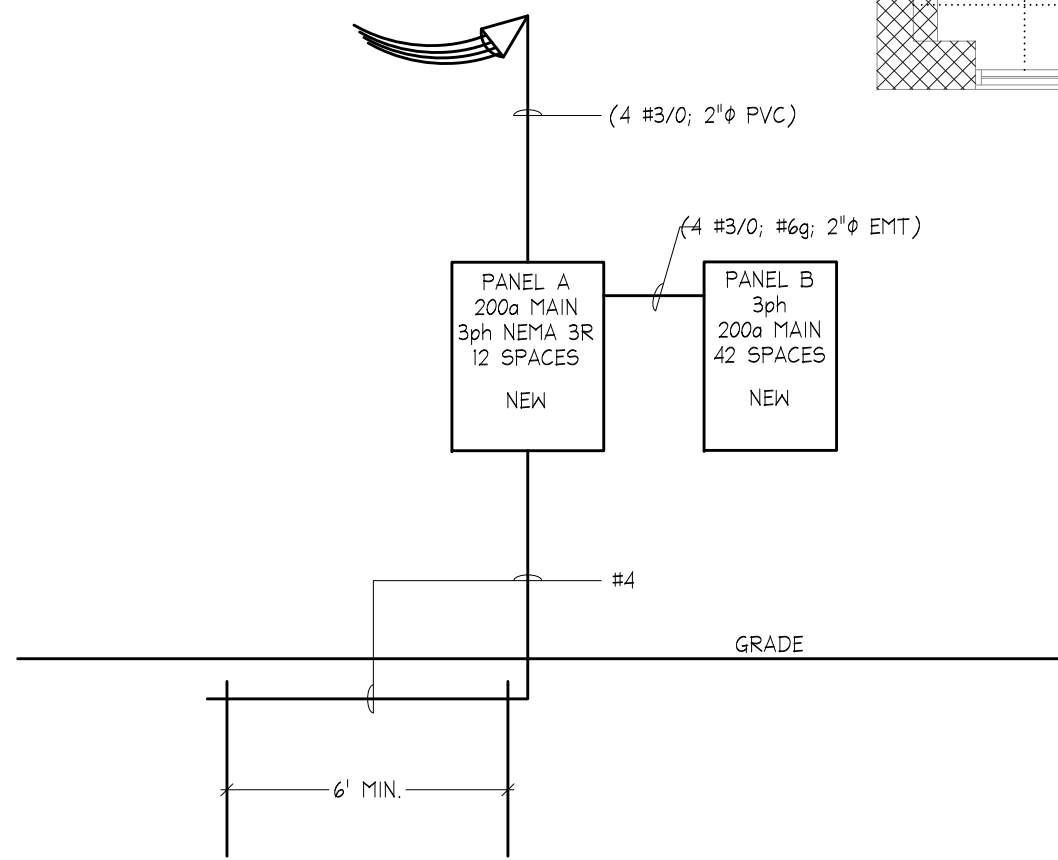 (4 #3/0; 2"ϕ PVC)
(4 #3/0; #6g; 2"ϕ EMT)
PANEL A
200a MAIN
3ph NEMA 3R
12 SPACES
NEW
PANEL B
3ph
200a MAIN
42 SPACES
NEW
#4
GRADE
6' MIN.